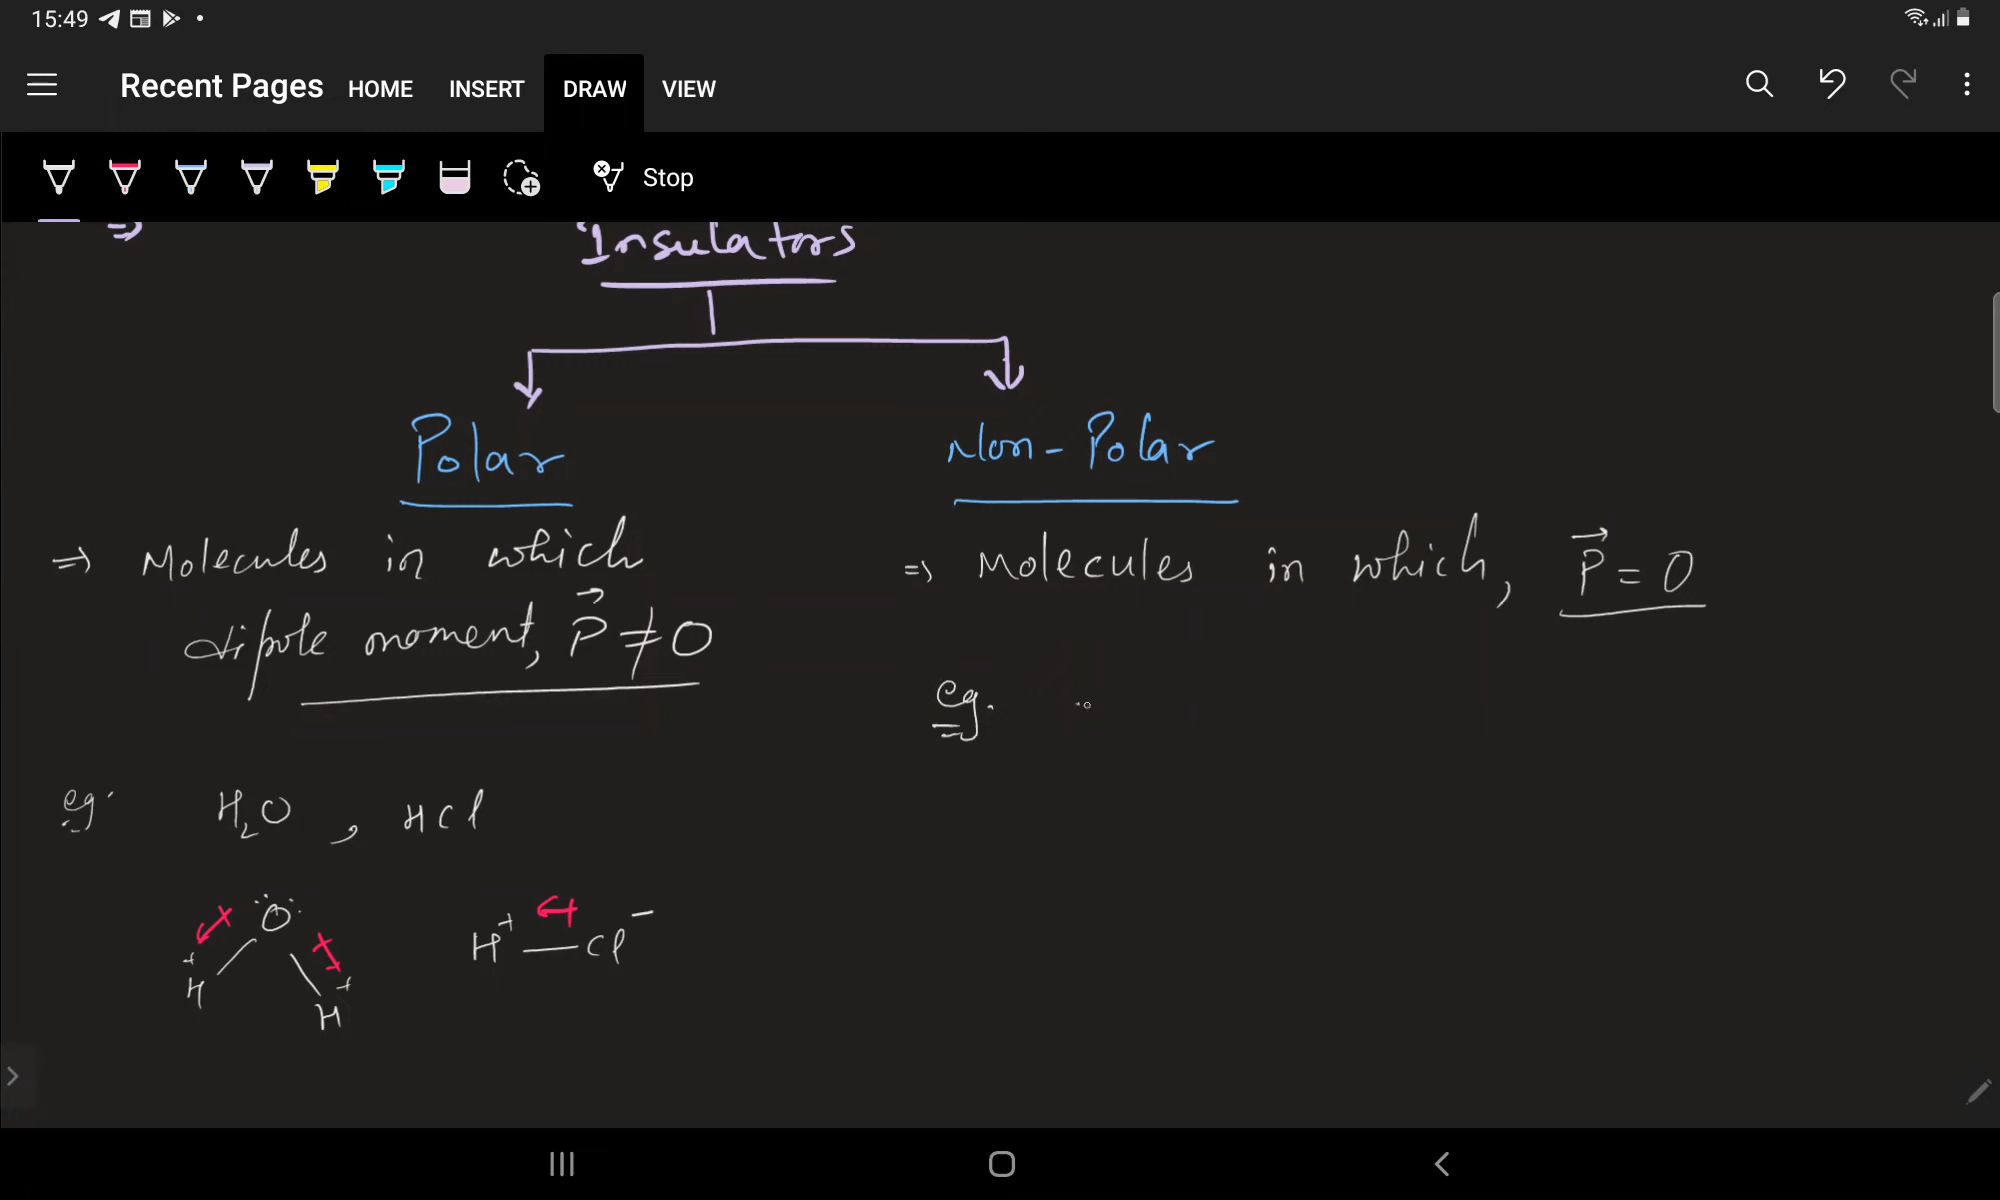 15:49
Recent Pages HOME INSERT DRAW VIEW
Stop
⇒ Insulators
Polar Non-Polar
⇒ Molecules in which
dipole moment, P⃗ ≠ 0
⇒ Molecules in which, P⃗ = 0
eg.
eg. H₂O, HCl
Ö
H⁺ H⁺
H⁺ — Cl⁻